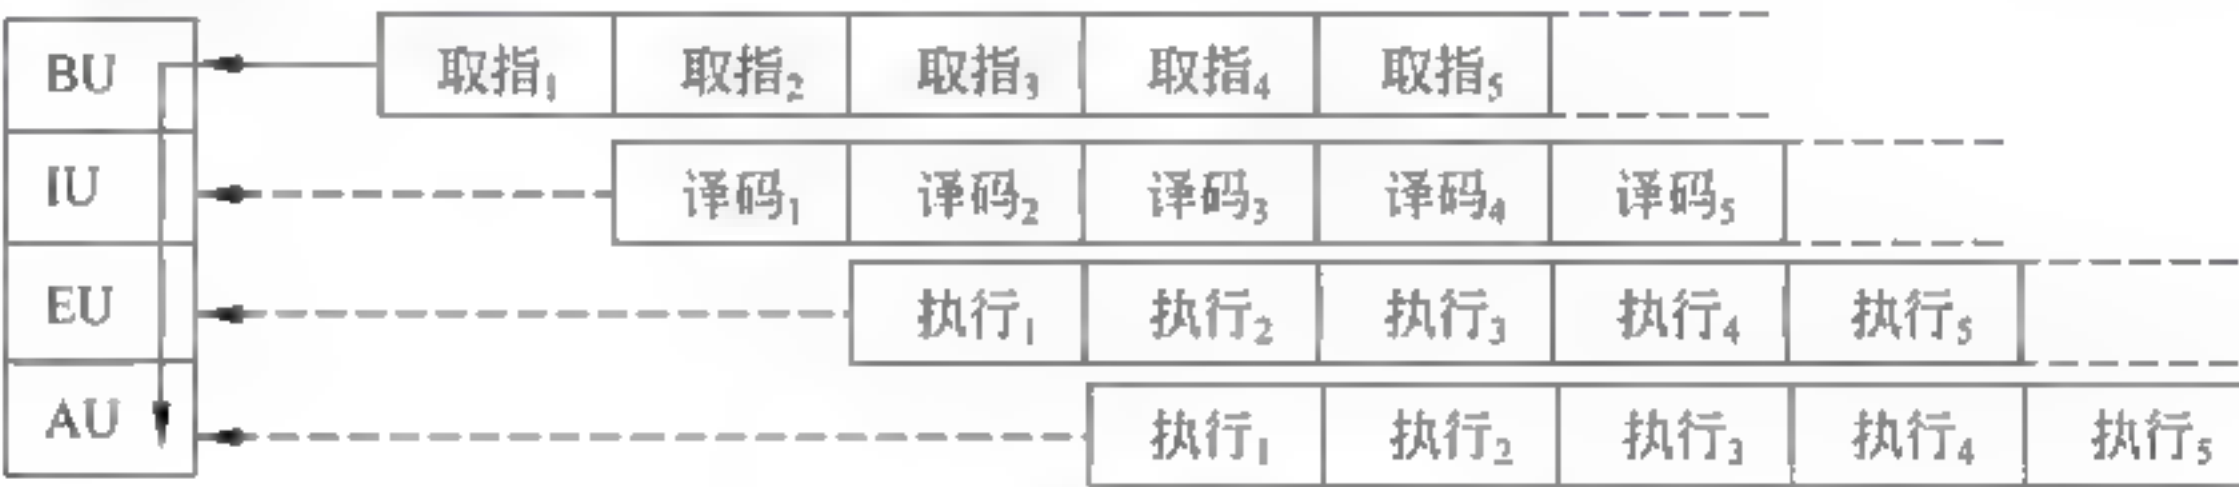 BU 取指₁ 取指₂ 取指₃ 取指₄ 取指₅
IU 译码₁ 译码₂ 译码₃ 译码₄ 译码₅
EU 执行₁ 执行₂ 执行₃ 执行₄ 执行₅
AU 执行₁ 执行₂ 执行₃ 执行₄ 执行₅